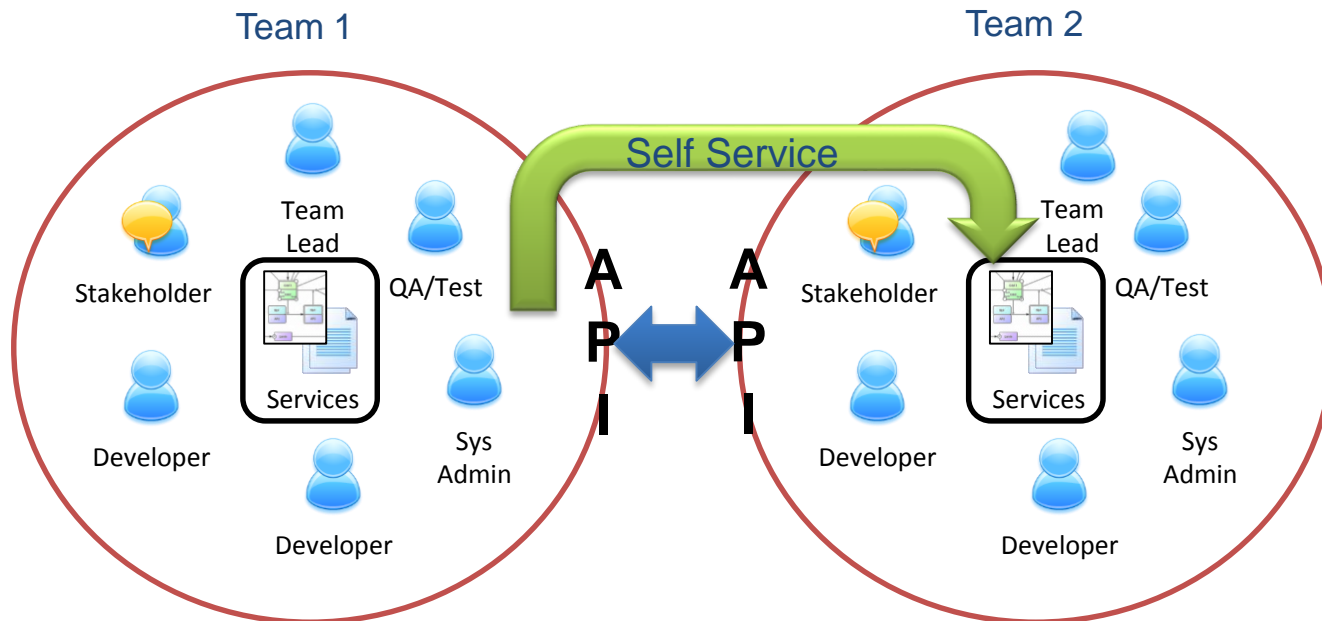 Team 1
Team 2
Self Service
Team
Lead
Stakeholder
QA/Test
Services
Developer
Sys
Admin
Developer
A
P
I
A
P
I
Team
Lead
Stakeholder
QA/Test
Services
Developer
Sys
Admin
Developer